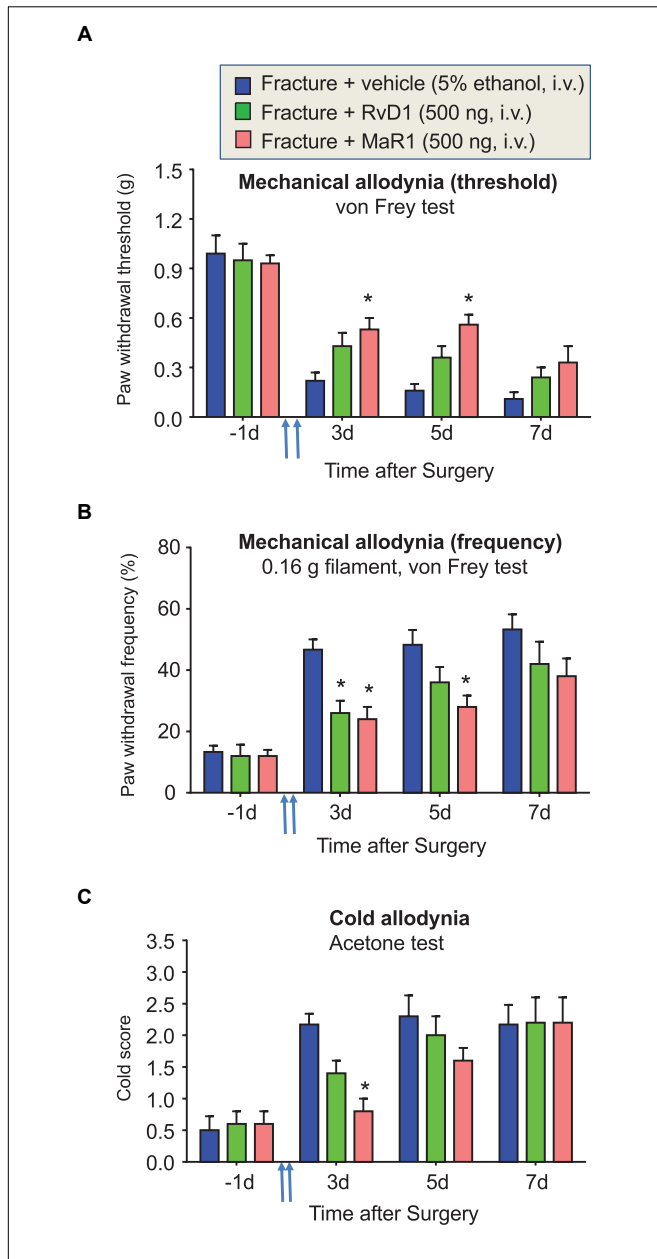 A
Fracture + vehicle (5% ethanol, i.v.)
Fracture + RvD1 (500 ng, i.v.)
Fracture + MaR1 (500 ng, i.v.)
Mechanical allodynia (threshold)
von Frey test
Paw withdrawal threshold (g)
1.5
1.2
0.9
0.6
0.3
0.0
* *
-1d 3d 5d 7d
Time after Surgery
B
Mechanical allodynia (frequency)
0.16 g filament, von Frey test
Paw withdrawal frequency (%)
80
60
40
20
0
* * *
-1d 3d 5d 7d
Time after Surgery
C
Cold allodynia
Acetone test
Cold score
3.5
3.0
2.5
2.0
1.5
1.0
0.5
0.0
*
-1d 3d 5d 7d
Time after Surgery